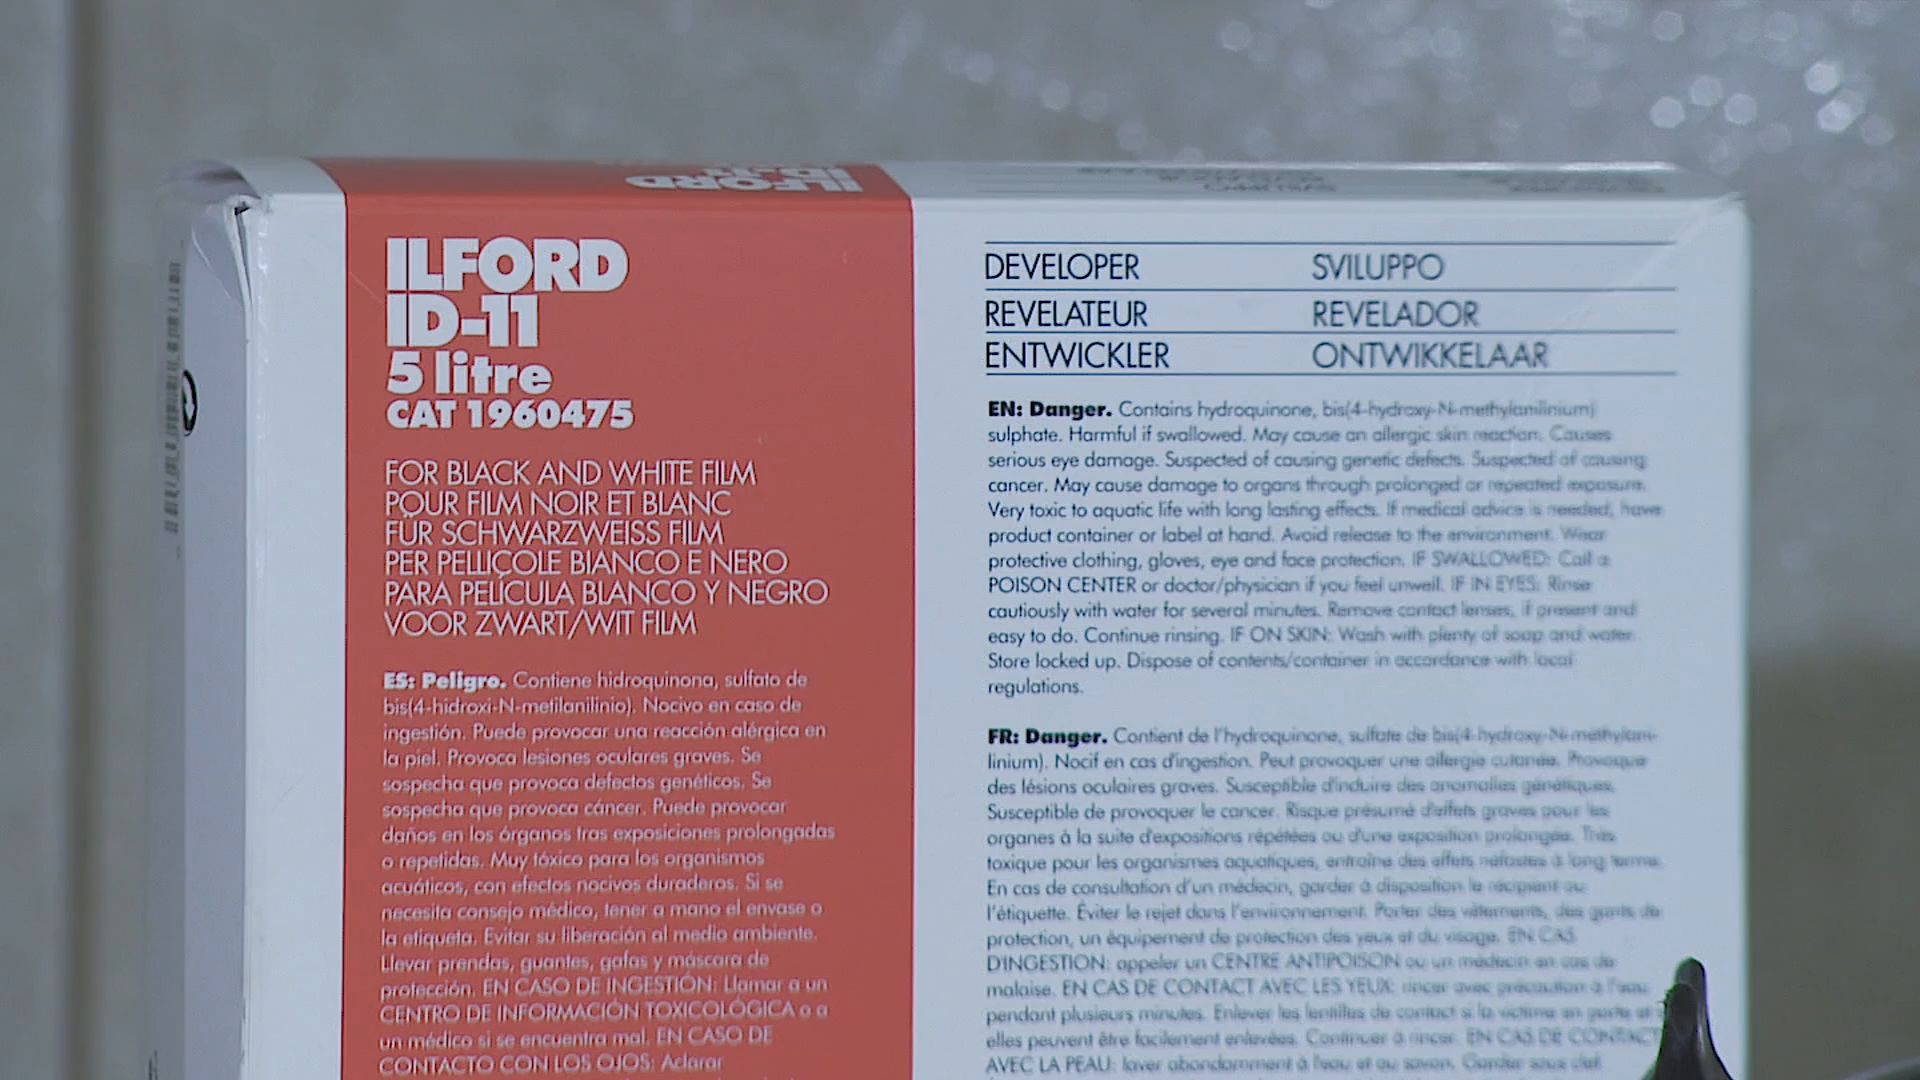 ILFORD
ILFORD
ID-11
5 litre
CAT 1960475
FOR BLACK AND WHITE FILM
POUR FILM NOIR ET BLANC
FÜR SCHWARZWEISS FILM
PER PELLIÇOLE BIANCO E NERO
PARA PELÍCULA BLANCO Y NEGRO
VOOR ZWART/WIT FILM
ES: Peligro. Contiene hidroquinona, sulfato de
bis(4-hidroxi-N-metilanilinio). Nocivo en caso de
ingestión. Puede provocar una reacción alérgica en
la piel. Provoca lesiones oculares graves. Se
sospecha que provoca defectos genéticos. Se
sospecha que provoca cáncer. Puede provocar
daños en los órganos tras exposiciones prolongadas
o repetidas. Muy tóxico para los organismos
acuáticos, con efectos nocivos duraderos. Si se
necesita consejo médico, tener a mano el envase o
la etiqueta. Evitar su liberación al medio ambiente.
Llevar prendas, guantes, gafas y máscara de
protección. EN CASO DE INGESTIÓN: Llamar a un
CENTRO DE INFORMACIÓN TOXICOLÓGICA o a
un médico si se encuentra mal. EN CASO DE
CONTACTO CON LOS OJOS: Aclarar
DEVELOPER SVILUPPO
REVELATEUR REVELADOR
ENTWICKLER ONTWIKKELAAR
EN: Danger. Contains hydroquinone, bis(4-hydroxy-N-methylanilinium)
sulphate. Harmful if swallowed. May cause an allergic skin reaction. Causes
serious eye damage. Suspected of causing genetic defects. Suspected of causing
cancer. May cause damage to organs through prolonged or repeated exposure.
Very toxic to aquatic life with long lasting effects. If medical advice is needed, have
product container or label at hand. Avoid release to the environment. Wear
protective clothing, gloves, eye and face protection. IF SWALLOWED: Call a
POISON CENTER or doctor/physician if you feel unwell. IF IN EYES: Rinse
cautiously with water for several minutes. Remove contact lenses, if present and
easy to do. Continue rinsing. IF ON SKIN: Wash with plenty of soap and water.
Store locked up. Dispose of contents/container in accordance with local
regulations.
FR: Danger. Contient de l'hydroquinone, sulfate de bis(4-hydroxy-N-méthylani-
linium). Nocif en cas d'ingestion. Peut provoquer une allergie cutanée. Provoque
des lésions oculaires graves. Susceptible d'induire des anomalies génétiques.
Susceptible de provoquer le cancer. Risque présumé d'effets graves pour les
organes à la suite d'expositions répétées ou d'une exposition prolongée. Très
toxique pour les organismes aquatiques, entraîne des effets néfastes à long terme.
En cas de consultation d'un médecin, garder à disposition le récipient ou
l'étiquette. Éviter le rejet dans l'environnement. Porter des vêtements, des gants de
protection, un équipement de protection des yeux et du visage. EN CAS
D'INGESTION: appeler un CENTRE ANTIPOISON ou un médecin en cas de
malaise. EN CAS DE CONTACT AVEC LES YEUX: rincer avec précaution à l'eau
pendant plusieurs minutes. Enlever les lentilles de contact si la victime en porte et si
elles peuvent être facilement enlevées. Continuer à rincer. EN CAS DE CONTACT
AVEC LA PEAU: laver abondamment à l'eau et au savon. Garder sous clef.